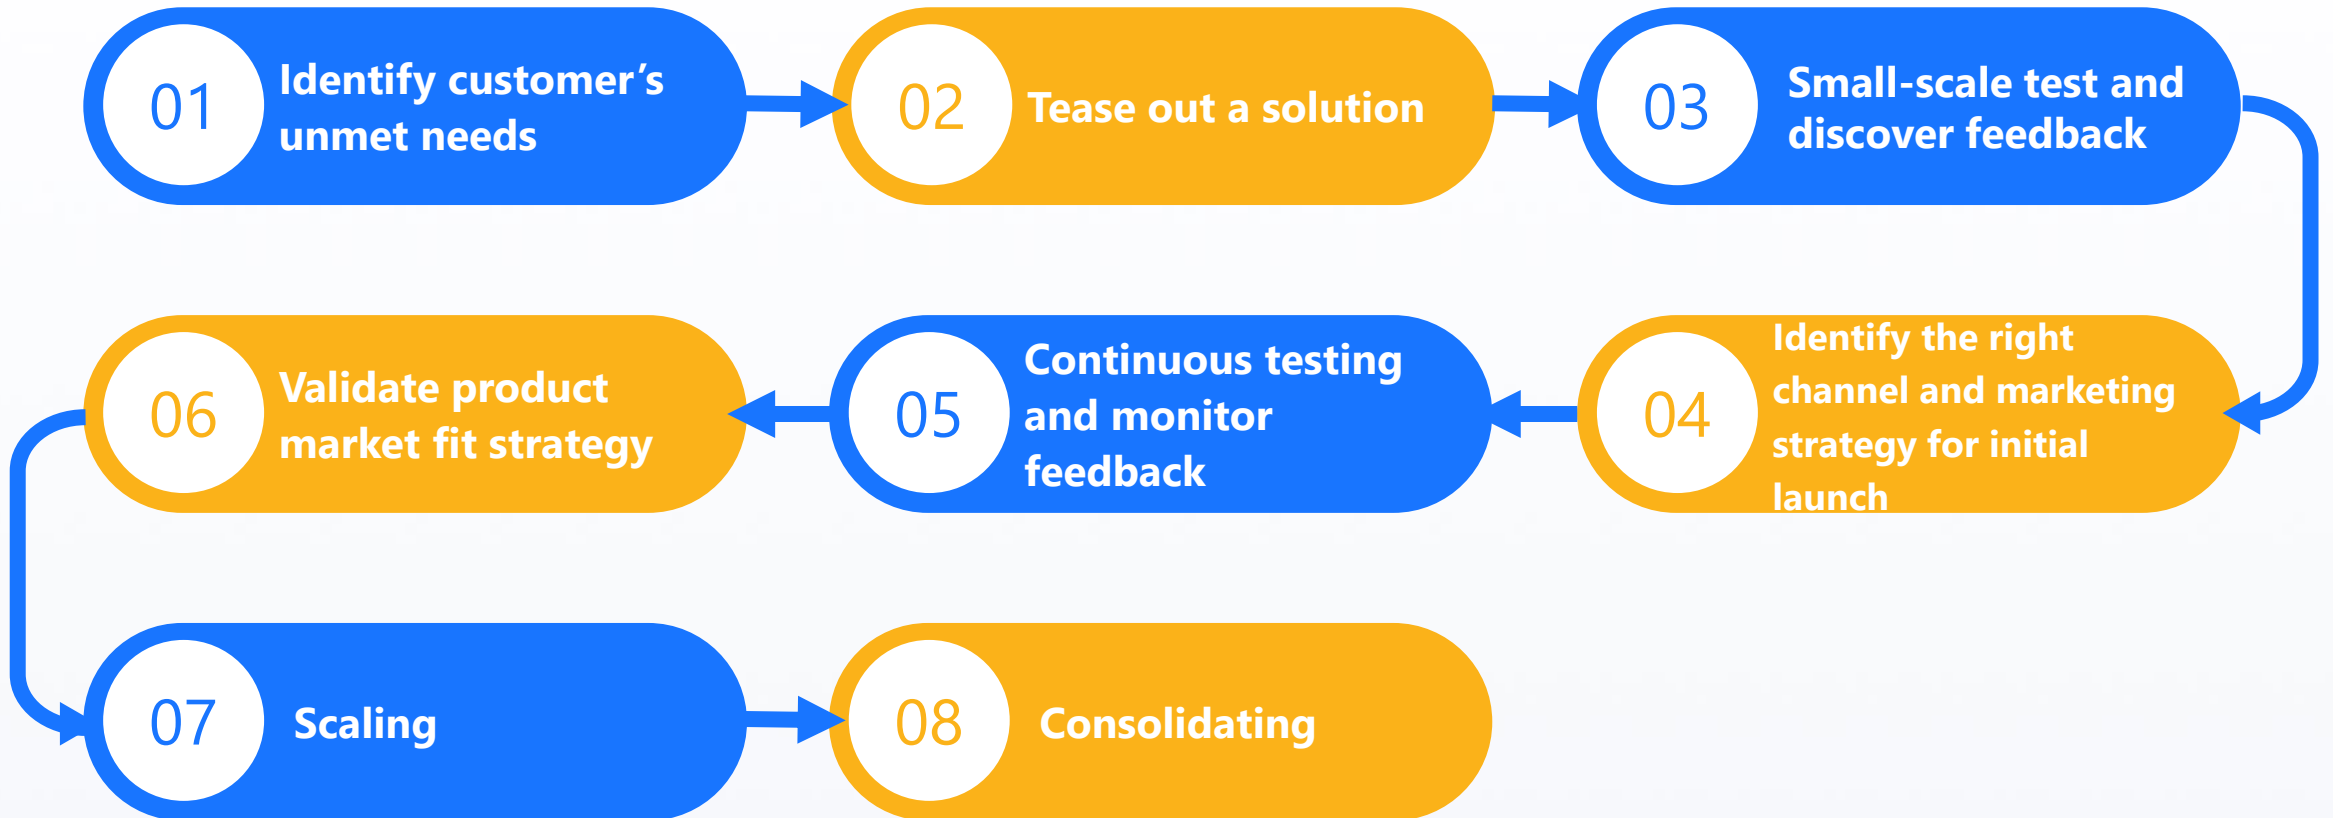 01
Identify customer’s
unmet needs
02
Tease out a solution
03
Small-scale test and
discover feedback
04
Identify the right
channel and marketing
strategy for initial
launch
05
Continuous testing
and monitor
feedback
06
Validate product
market fit strategy
07
Scaling
08
Consolidating